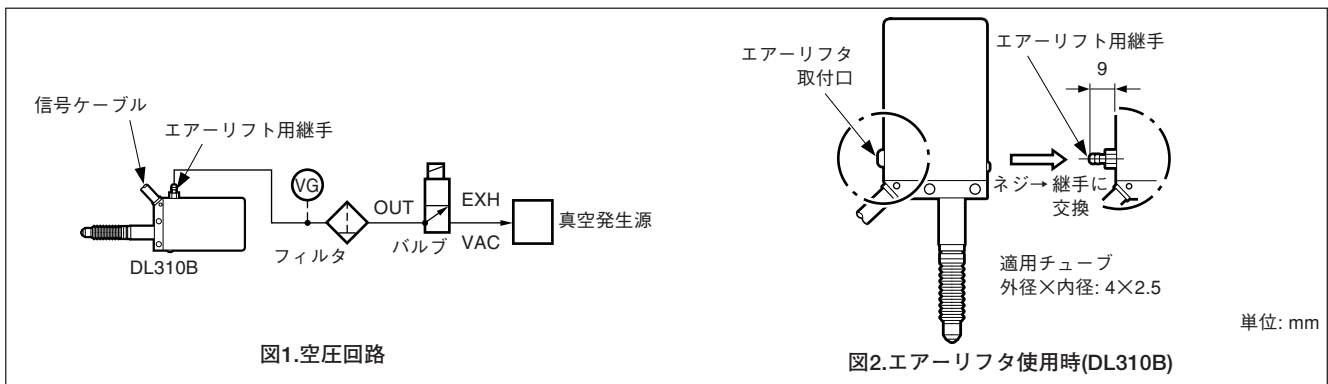 信号ケーブル
エアーリフト用継手
VG
OUT
EXH
VAC
真空発生源
バルブ
フィルタ
DL310B
図1.空圧回路
エアーリフタ
取付口
エアーリフト用継手
9
ネジ→ 継手に
交換
適用チューブ
外径×内径: 4×2.5
単位: mm
図2.エアーリフタ使用時(DL310B)